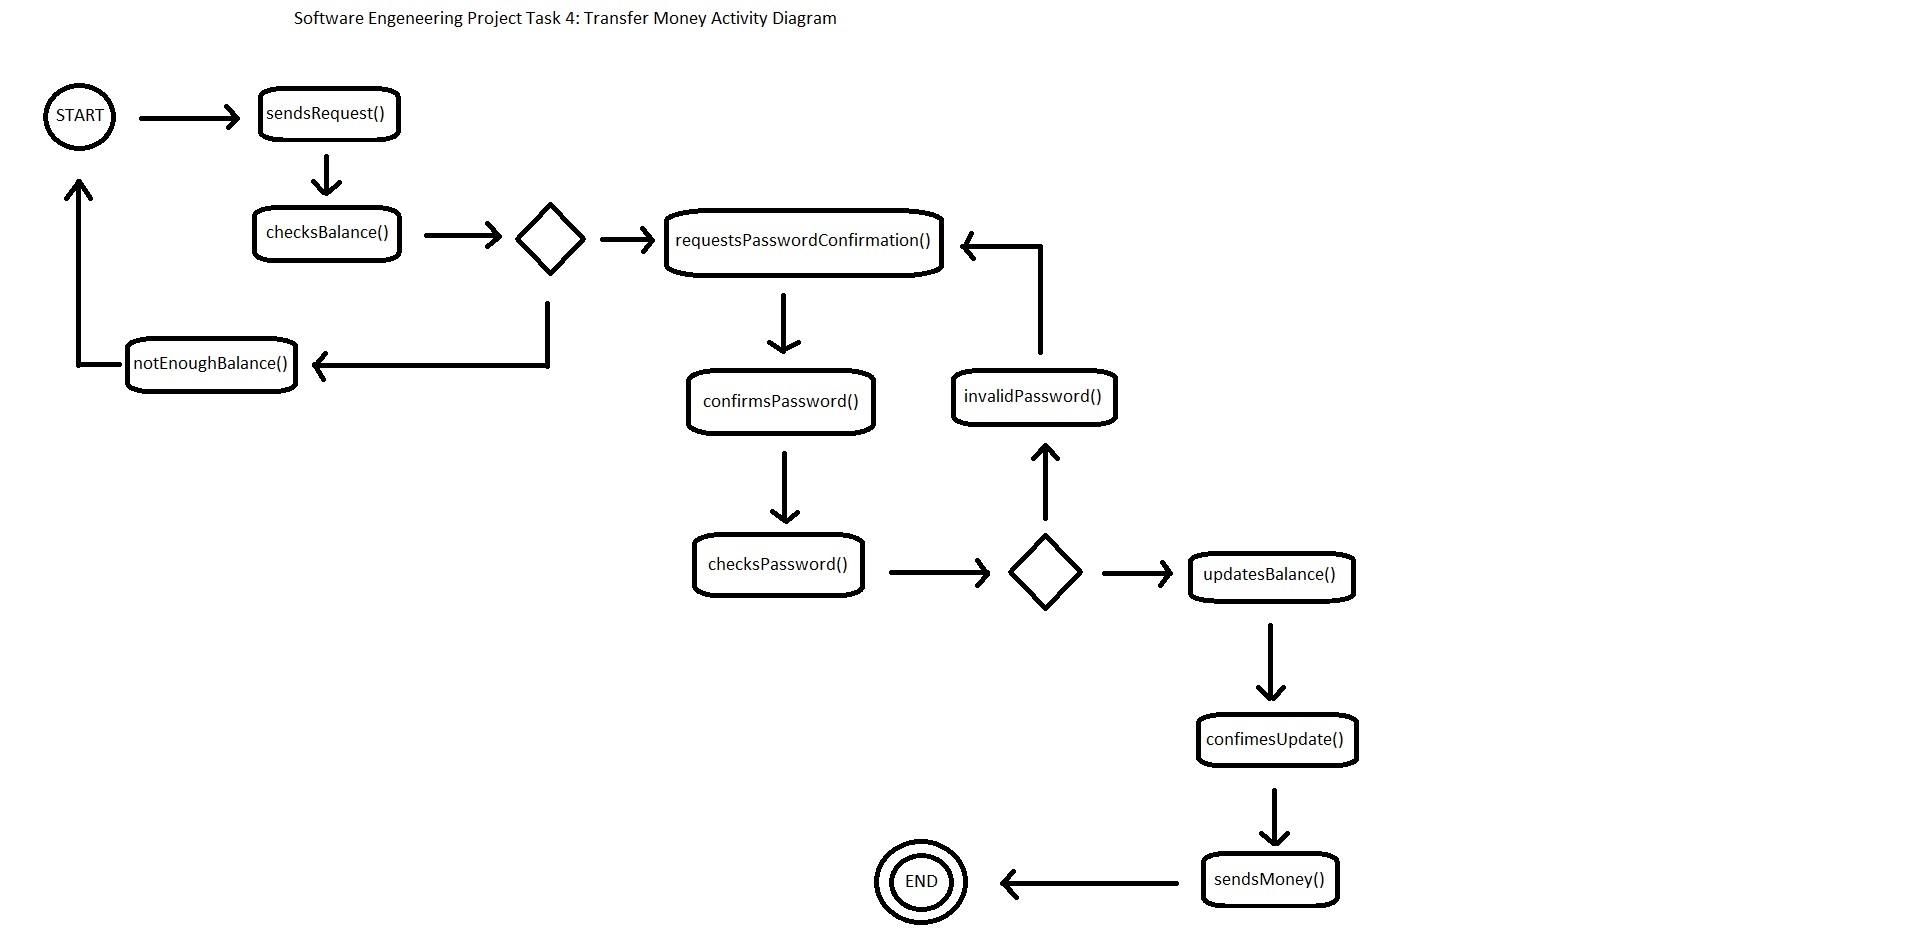 Software Engeneering Project Task 4: Transfer Money Activity Diagram
START
sendsRequest()
checksBalance()
requestsPasswordConfirmation()
notEnoughBalance()
confirmsPassword()
invalidPassword()
checksPassword()
updatesBalance()
confimesUpdate()
sendsMoney()
END